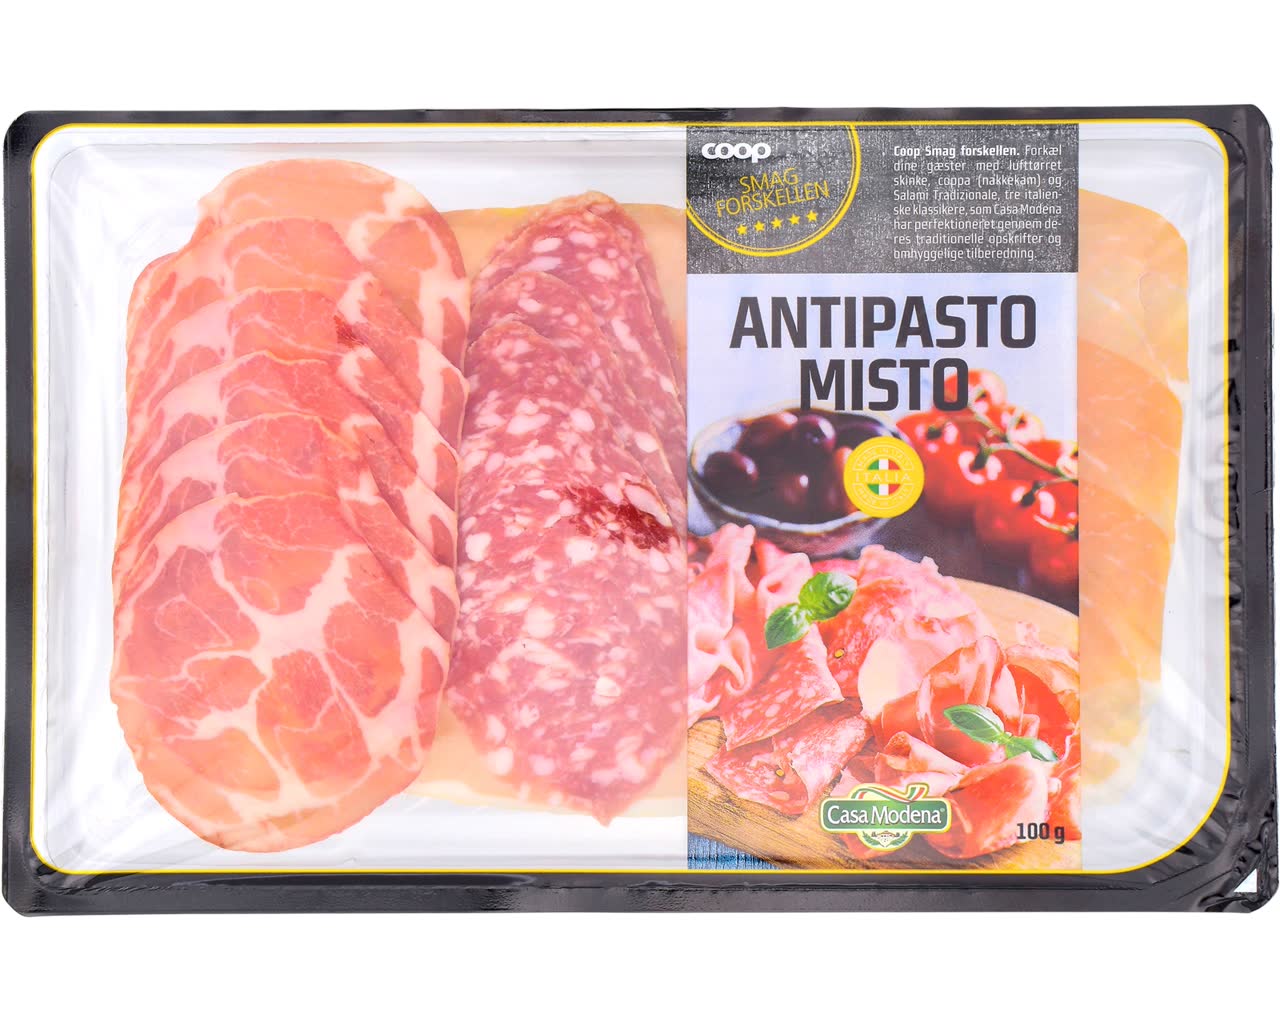 coop
SMAG
FORSKELLEN
Coop Smag forskellen. Forkæl
dine gæster med lufttørret
skinke, coppa (nakkekam) og
Salami Tradizionale, tre italien-
ske klassikere, som Casa Modena
har perfektioneret gennem de-
res traditionelle opskrifter og
omhyggelige tilberedning.
ANTIPASTO
MISTO
ITALIA
Casa Modena®
100 g